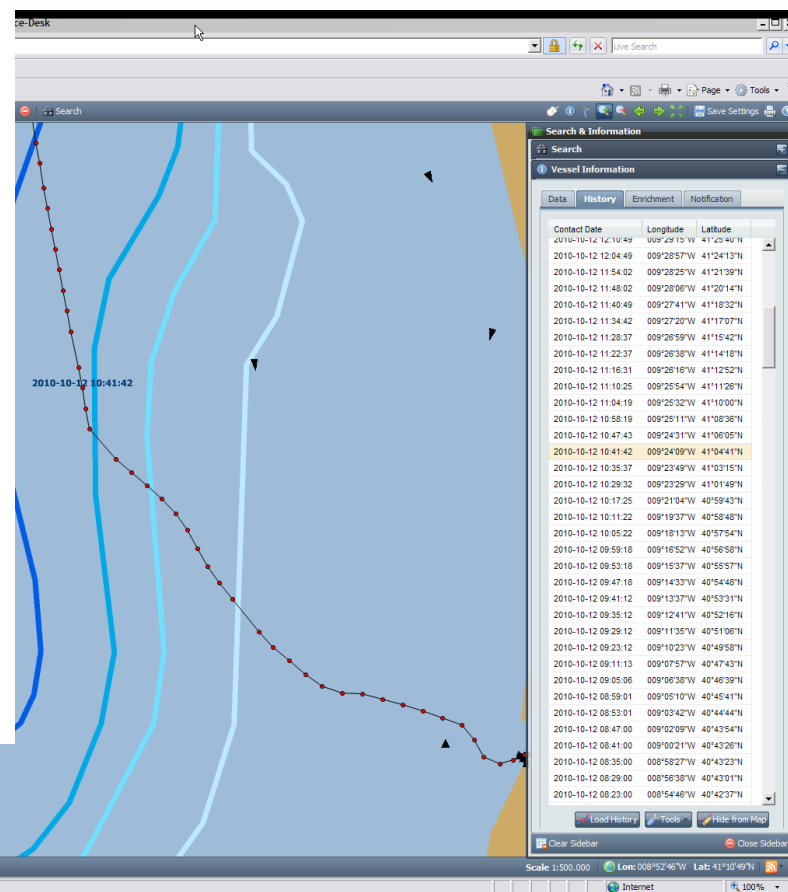 ce-Desk
Live Search
Page Tools
Search Save Settings
Search & Information
Search
Vessel Information
Data History Enrichment Notification
Contact Date Longitude Latitude
2010-10-12 12:10:49 009°29'15"W 41°25'40"N
2010-10-12 12:04:49 009°28'57"W 41°24'13"N
2010-10-12 11:54:02 009°28'25"W 41°21'39"N
2010-10-12 11:48:02 009°28'06"W 41°20'14"N
2010-10-12 11:40:49 009°27'41"W 41°18'32"N
2010-10-12 11:34:42 009°27'20"W 41°17'07"N
2010-10-12 11:28:37 009°26'59"W 41°15'42"N
2010-10-12 11:22:37 009°26'38"W 41°14'18"N
2010-10-12 11:16:31 009°26'16"W 41°12'52"N
2010-10-12 11:10:25 009°25'54"W 41°11'26"N
2010-10-12 11:04:19 009°25'32"W 41°10'00"N
2010-10-12 10:58:19 009°25'11"W 41°08'36"N
2010-10-12 10:47:43 009°24'31"W 41°06'05"N
2010-10-12 10:41:42 009°24'09"W 41°04'41"N
2010-10-12 10:35:37 009°23'49"W 41°03'15"N
2010-10-12 10:29:32 009°23'29"W 41°01'49"N
2010-10-12 10:17:25 009°21'04"W 40°59'43"N
2010-10-12 10:11:22 009°19'37"W 40°58'48"N
2010-10-12 10:05:22 009°18'13"W 40°57'54"N
2010-10-12 09:59:18 009°16'52"W 40°56'58"N
2010-10-12 09:53:18 009°15'37"W 40°55'57"N
2010-10-12 09:47:18 009°14'33"W 40°54'48"N
2010-10-12 09:41:12 009°13'37"W 40°53'31"N
2010-10-12 09:35:12 009°12'41"W 40°52'16"N
2010-10-12 09:29:12 009°11'35"W 40°51'06"N
2010-10-12 09:23:12 009°10'23"W 40°49'58"N
2010-10-12 09:11:13 009°07'57"W 40°47'43"N
2010-10-12 09:05:06 009°06'38"W 40°46'39"N
2010-10-12 08:59:01 009°05'10"W 40°45'41"N
2010-10-12 08:53:01 009°03'42"W 40°44'44"N
2010-10-12 08:47:00 009°02'09"W 40°43'54"N
2010-10-12 08:41:00 009°00'21"W 40°43'26"N
2010-10-12 08:35:00 008°58'27"W 40°43'23"N
2010-10-12 08:29:00 008°56'38"W 40°43'01"N
2010-10-12 08:23:00 008°54'46"W 40°42'37"N
2010-10-12 10:41:42
Load History Tools Hide from Map
Clear Sidebar Close Sidebar
Scale 1:500.000 Lon: 008°52'46"W Lat: 41°10'49"N
Internet 100%